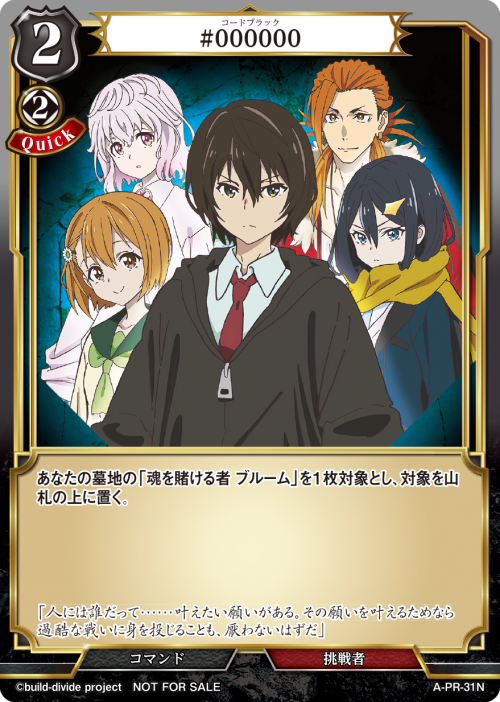 コードブラック
#000000
2
2
Quick
あなたの墓地の「魂を賭ける者 ブルーム」を1枚対象とし、対象を山
札の上に置く。
「人には誰だって……叶えたい願いがある。その願いを叶えるためなら
過酷な戦いに身を投じることも、厭わないはずだ」
コマンド
挑戦者
©build-divide project NOT FOR SALE
A-PR-31N